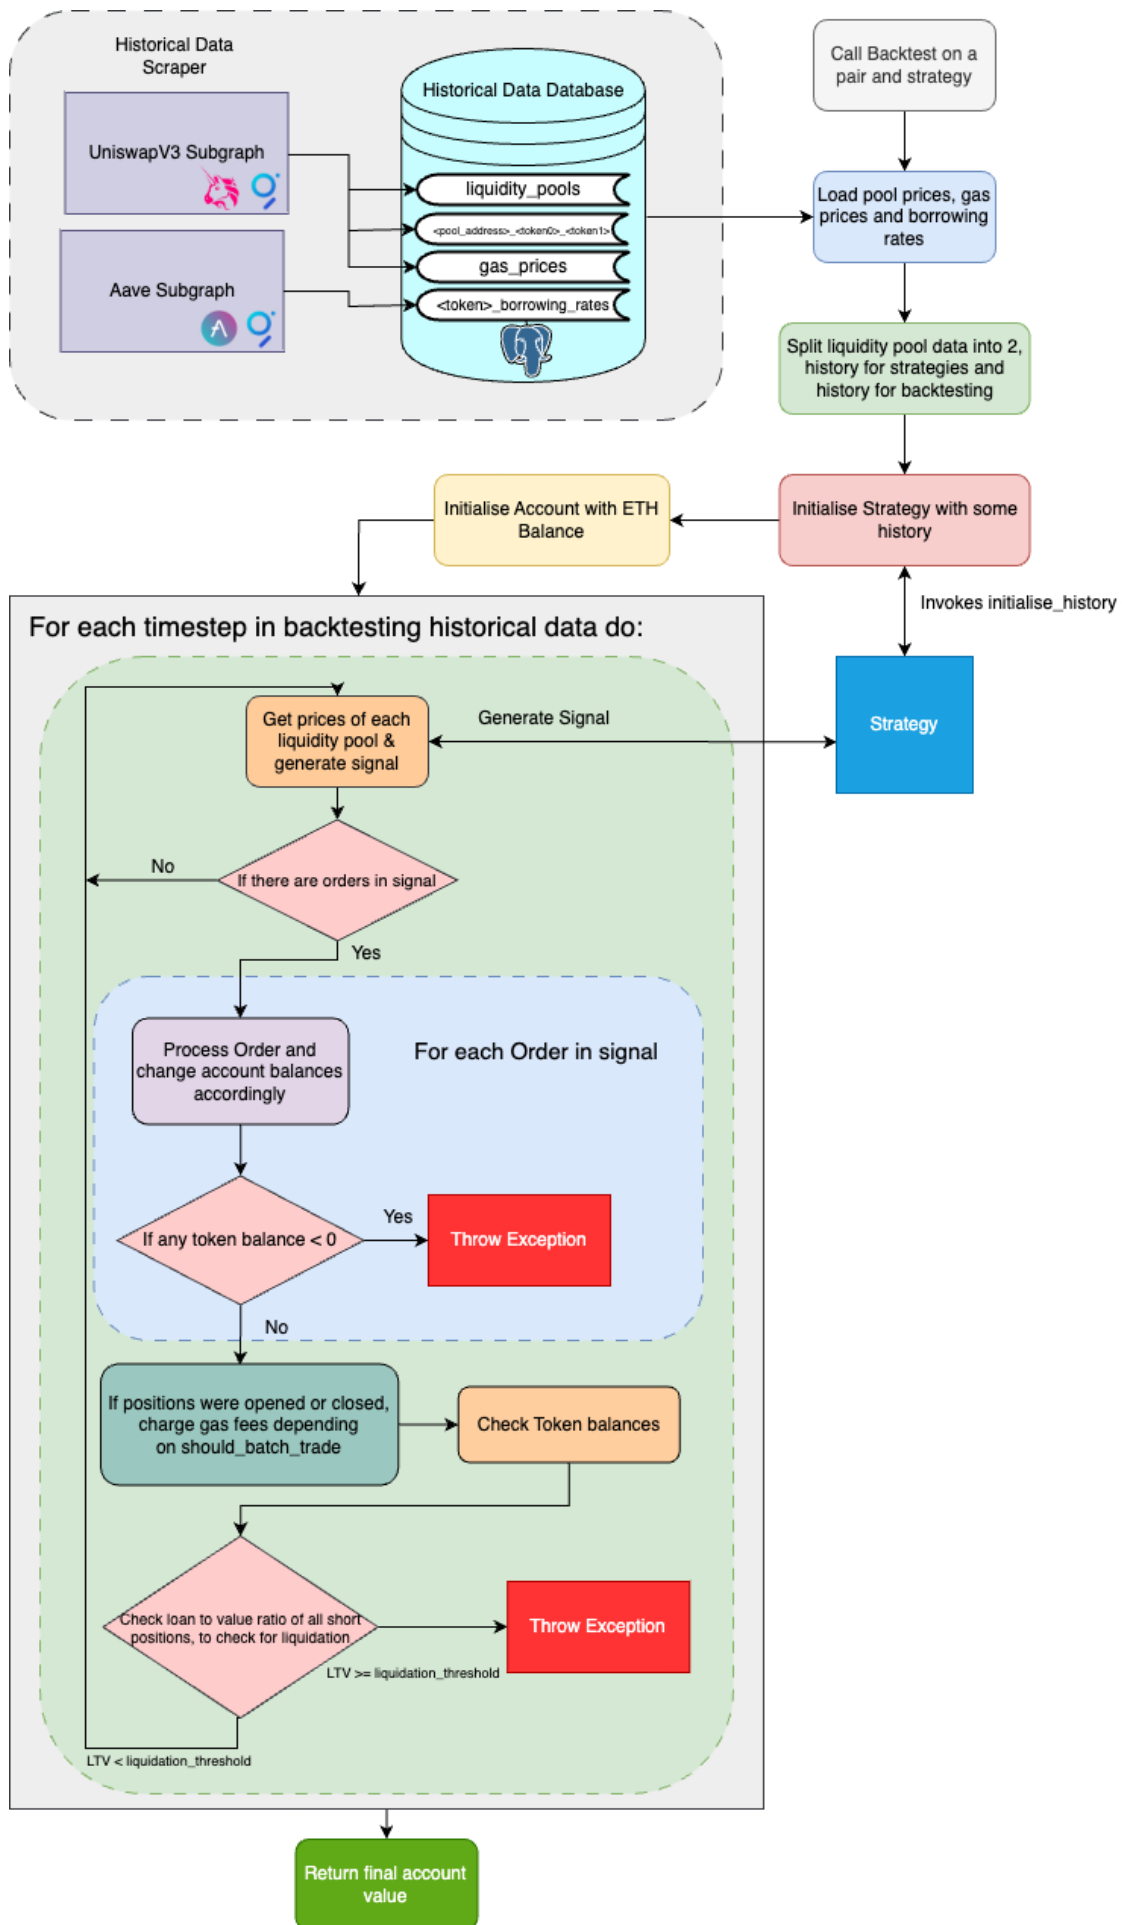 Historical Data
Scraper
UniswapV3 Subgraph
Aave Subgraph
Historical Data Database
liquidity_pools
<pool_address>_<token0>_<token1>
gas_prices
<token>_borrowing_rates
Call Backtest on a
pair and strategy
Load pool prices, gas
prices and borrowing
rates
Split liquidity pool data into 2,
history for strategies and
history for backtesting
Initialise Strategy with some
history
Initialise Account with ETH
Balance
Invokes initialise_history
Strategy
For each timestep in backtesting historical data do:
Get prices of each
liquidity pool &
generate signal
Generate Signal
If there are orders in signal
No
Yes
For each Order in signal
Process Order and
change account balances
accordingly
If any token balance < 0
Yes
Throw Exception
No
If positions were opened or closed,
charge gas fees depending
on should_batch_trade
Check Token balances
Check loan to value ratio of all short
positions, to check for liquidation
LTV >= liquidation_threshold
Throw Exception
LTV < liquidation_threshold
Return final account
value